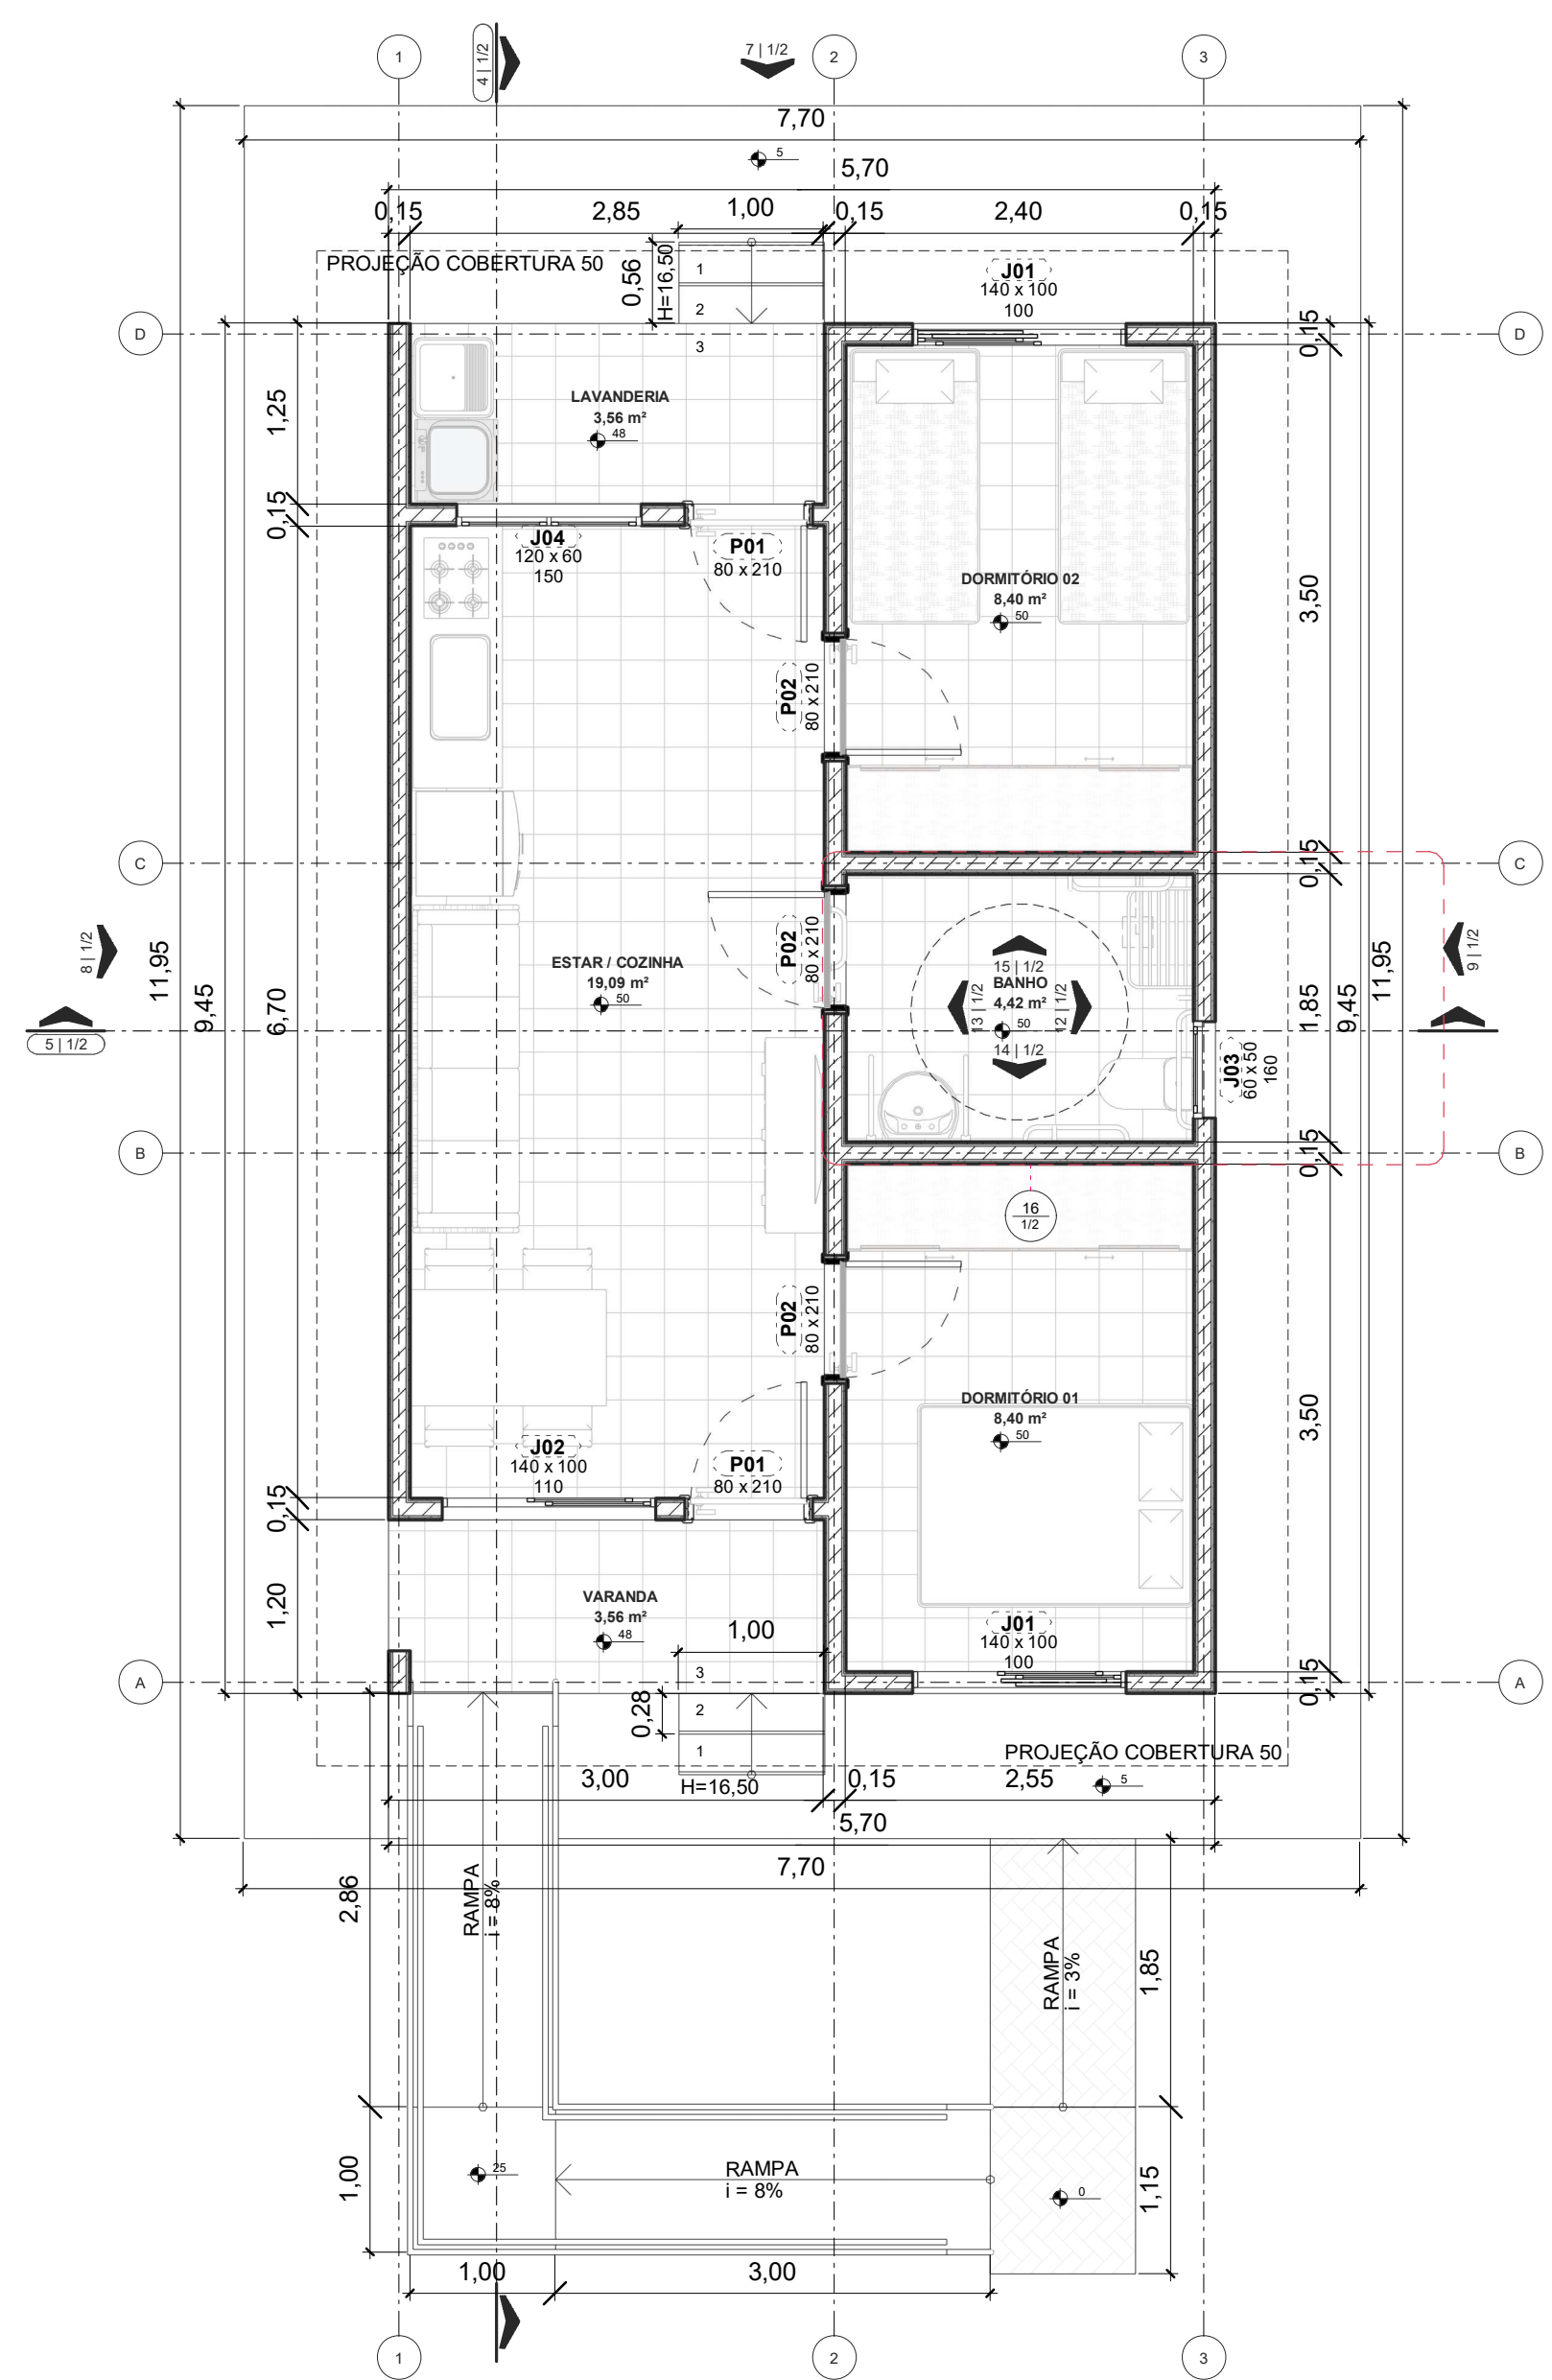 1
4 | 1/2
7 | 1/2
2
3
7,70
5
5,70
0,15
2,85
1,00
0,15
2,40
0,15
PROJEÇÃO COBERTURA 50
0,56
H=16,50
1
2
3
J01
140 x 100
100
D
D
0,15
1,25
LAVANDERIA
3,56 m²
48
0,15
J04
120 x 60
150
P01
80 x 210
DORMITÓRIO 02
8,40 m²
50
3,50
P02
80 x 210
C
C
0,15
8 | 1/2
11,95
9,45
6,70
5 | 1/2
ESTAR / COZINHA
19,09 m²
50
P02
80 x 210
15 | 1/2
BANHO
4,42 m²
50
13 | 1/2
12 | 1/2
14 | 1/2
J03
60 x 50
160
1,85
9,45
11,95
9 | 1/2
B
B
0,15
16
1/2
P02
80 x 210
DORMITÓRIO 01
8,40 m²
50
3,50
J02
140 x 100
110
P01
80 x 210
0,15
1,20
VARANDA
3,56 m²
48
1,00
J01
140 x 100
100
A
A
0,15
3
2
1
0,28
H=16,50
PROJEÇÃO COBERTURA 50
3,00
0,15
2,55
5
5,70
7,70
2,86
RAMPA
i = 8%
RAMPA
i = 3%
1,85
1,00
25
RAMPA
i = 8%
0
1,15
1,00
3,00
1
2
3